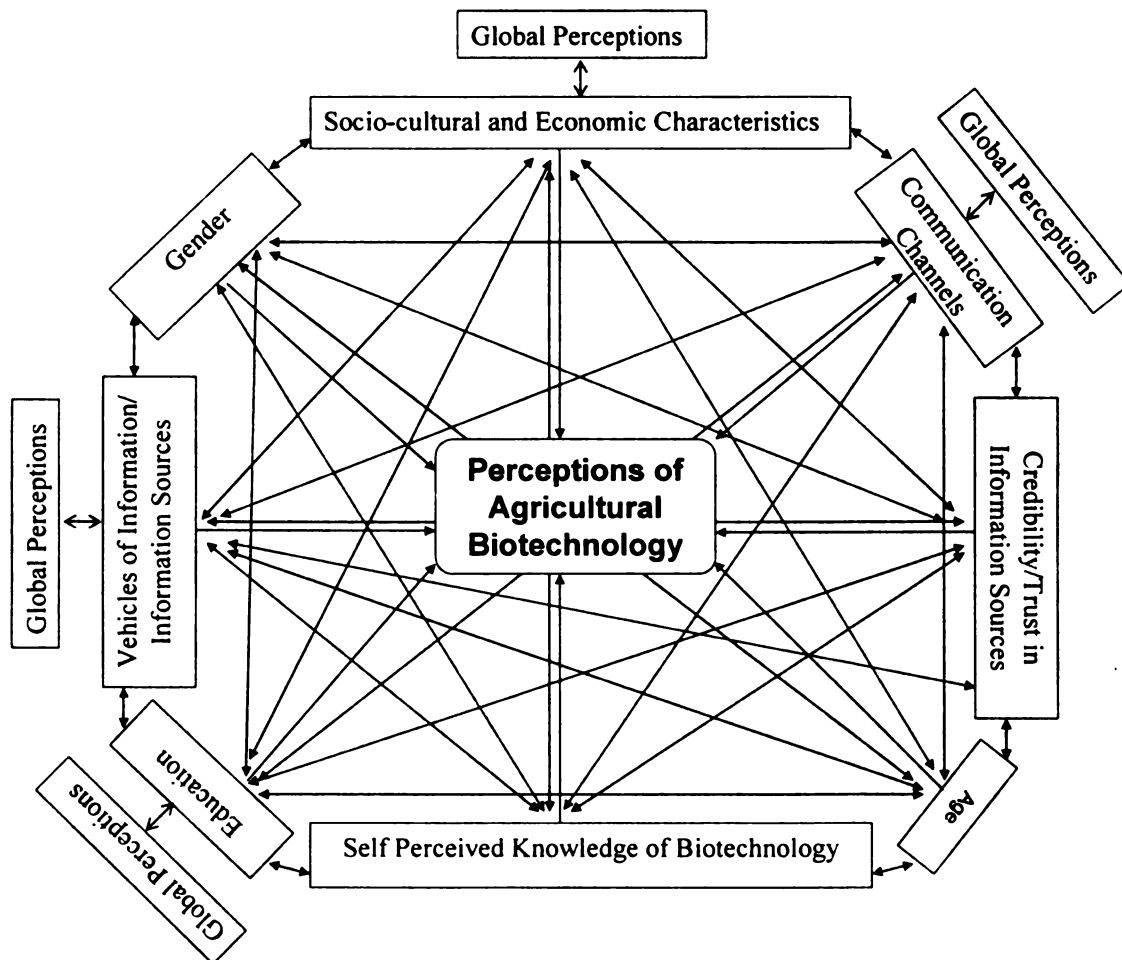 Global Perceptions
Socio-cultural and Economic Characteristics
Global Perceptions
Communication
Channels
Gender
Global Perceptions
Vehicles of Information/
Information Sources
Perceptions of
Agricultural
Biotechnology
Credibility/Trust in
Information Sources
Education
Global Perceptions
Self Perceived Knowledge of Biotechnology
Age